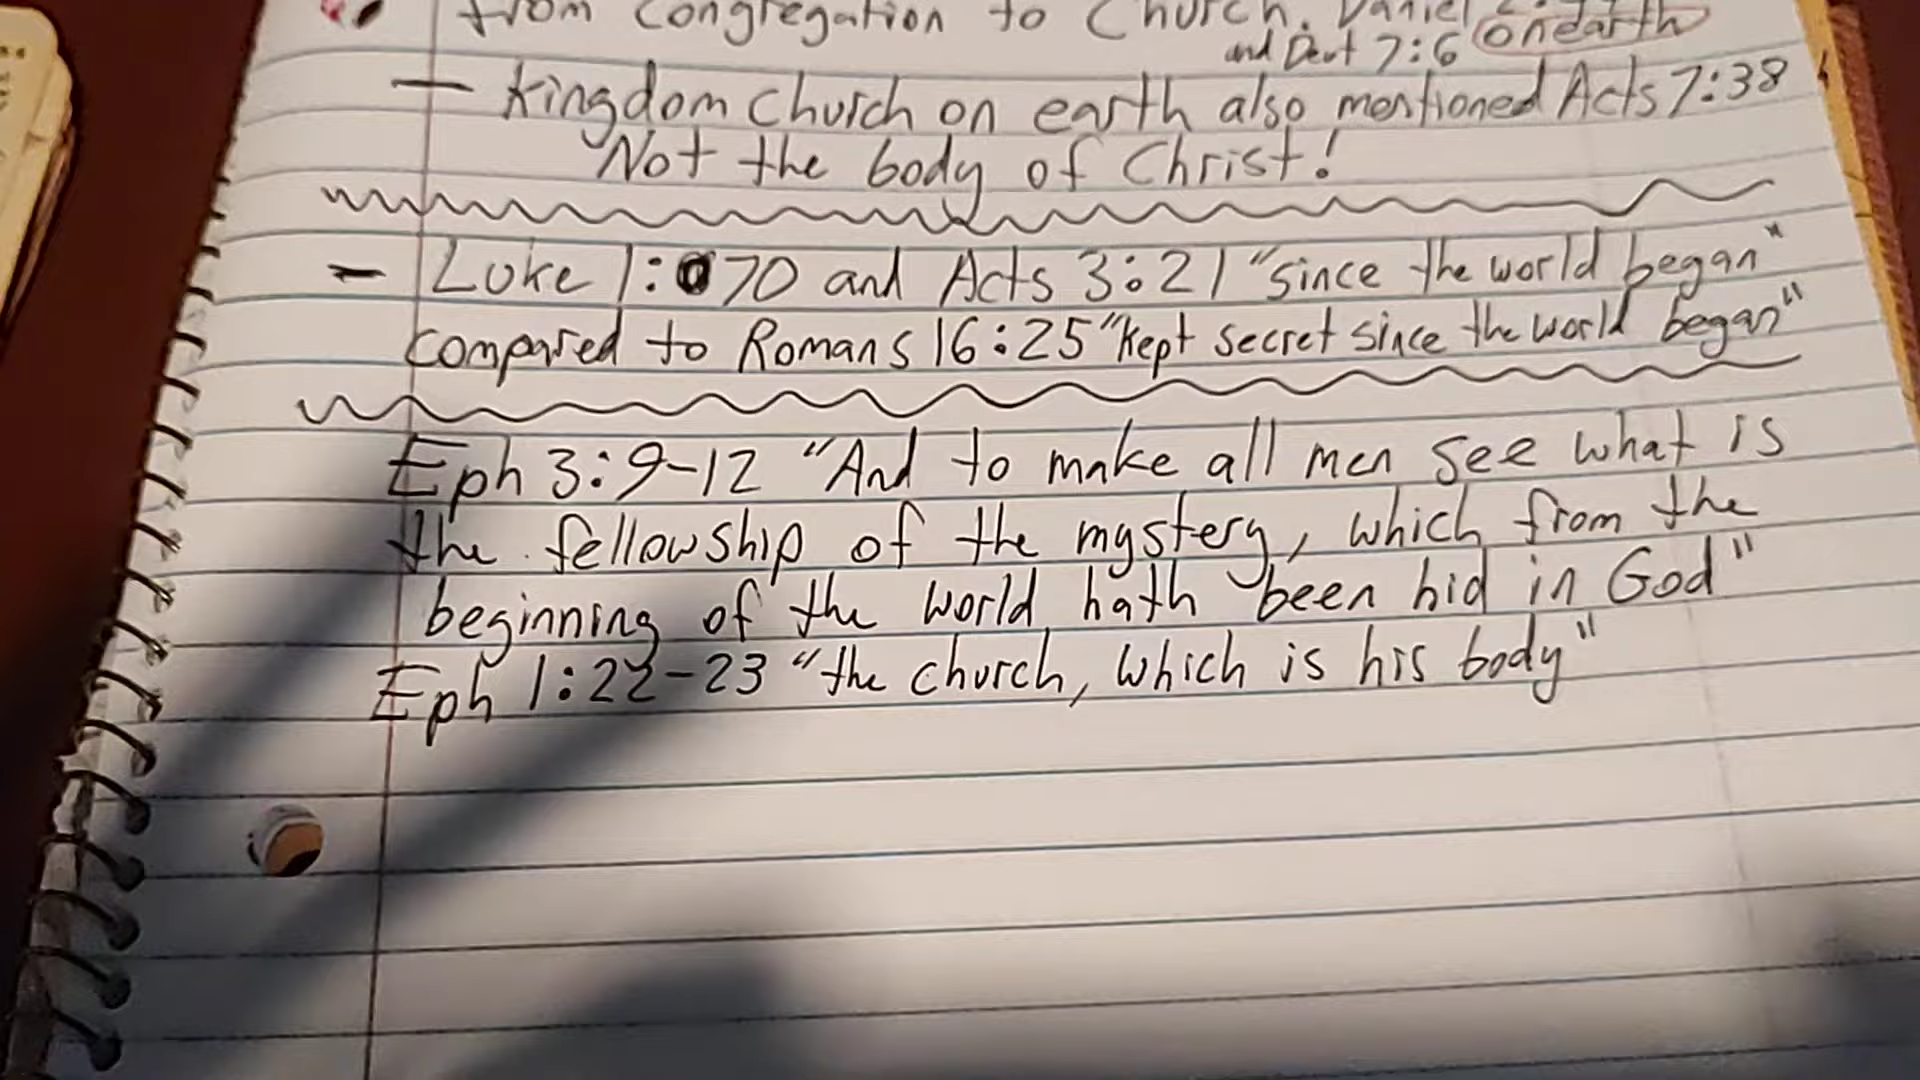 from congregation to Church. Daniel 2:
and Deut 7:6 on earth
— Kingdom church on earth also mentioned Acts 7:38
Not the body of Christ!
- Luke 1:70 and Acts 3:21 "since the world began"
compared to Romans 16:25 "kept secret since the world began"
Eph 3:9-12 "And to make all men see what is
the fellowship of the mystery, which from the
beginning of the world hath been hid in God"
Eph 1:22-23 "the church, which is his body"